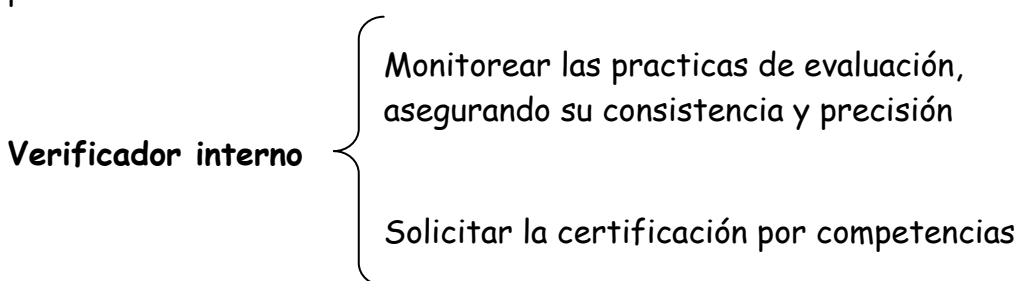 Monitorear las practicas de evaluación,
asegurando su consistencia y precisión
Verificador interno
Solicitar la certificación por competencias